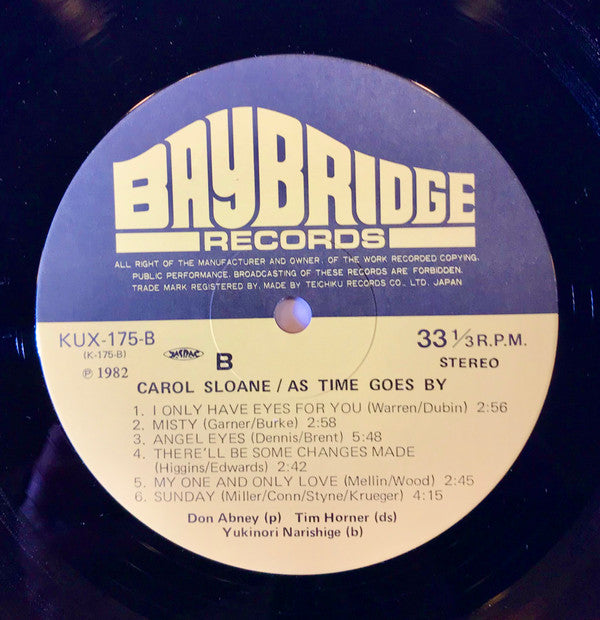 BAYBRIDGE
RECORDS
ALL RIGHT OF THE MANUFACTURER AND OWNER. OF THE WORK RECORDED COPYING.
PUBLIC PERFORMANCE. BROADCASTING OF THESE RECORDS ARE FORBIDDEN.
TRADE MARK REGISTERED BY. MADE BY TEICHIKU RECORDS CO., LTD. JAPAN
KUX-175-B
(K-175-B)
℗ 1982
JASRAC
B
33 1/3 R.P.M.
STEREO
CAROL SLOANE / AS TIME GOES BY
1. I ONLY HAVE EYES FOR YOU (Warren/Dubin) 2:56
2. MISTY (Garner/Burke) 2:58
3. ANGEL EYES (Dennis/Brent) 5:48
4. THERE'LL BE SOME CHANGES MADE
(Higgins/Edwards) 2:42
5. MY ONE AND ONLY LOVE (Mellin/Wood) 2:45
6. SUNDAY (Miller/Conn/Styne/Krueger) 4:15
Don Abney (p) Tim Horner (ds)
Yukinori Narishige (b)